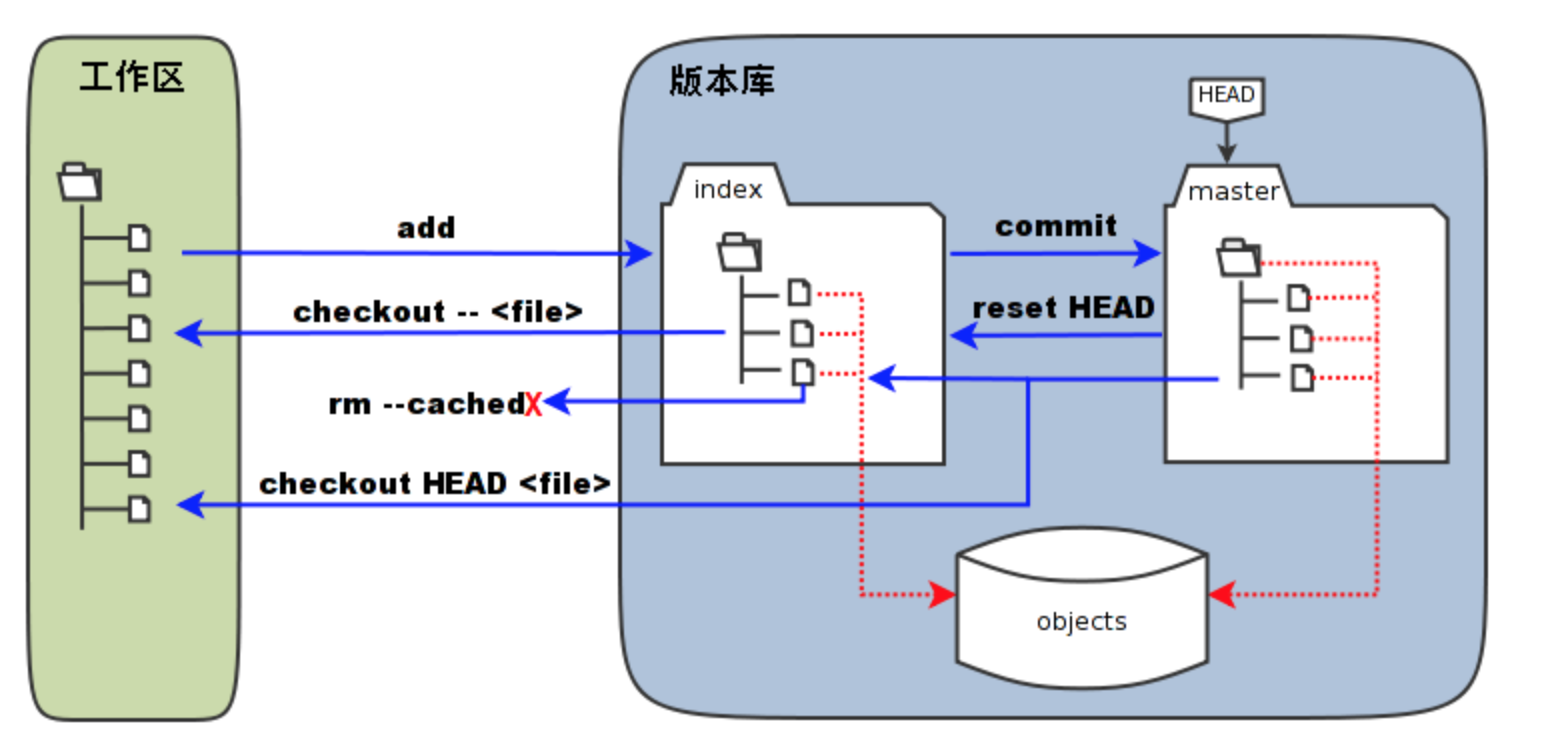 工作区
版本库
HEAD
index
master
add
commit
checkout -- <file>
reset HEAD
rm --cachedX
checkout HEAD <file>
objects